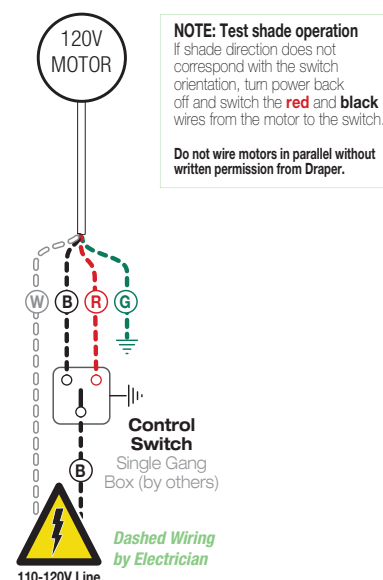 120V
MOTOR
NOTE: Test shade operation
If shade direction does not
correspond with the switch
orientation, turn power back
off and switch the red and black
wires from the motor to the switch.
Do not wire motors in parallel without
written permission from Draper.
W B R G
Control
Switch
Single Gang
Box (by others)
B
Dashed Wiring
by Electrician
110-120V Line